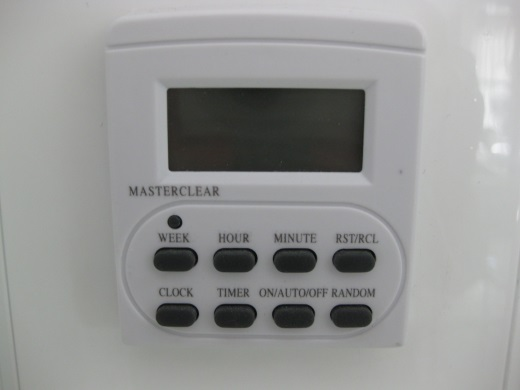 MASTERCLEAR
WEEK HOUR MINUTE RST/RCL
CLOCK TIMER ON/AUTO/OFF RANDOM